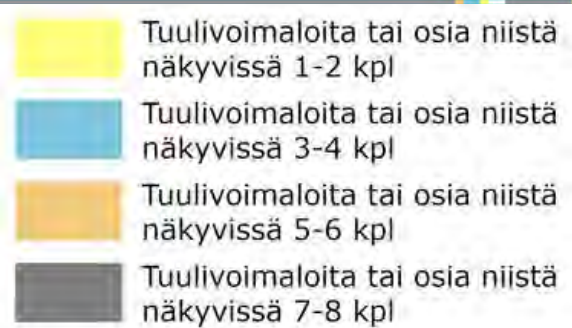 Tuulivoimaloita tai osia niistä
näkyvissä 1-2 kpl
Tuulivoimaloita tai osia niistä
näkyvissä 3-4 kpl
Tuulivoimaloita tai osia niistä
näkyvissä 5-6 kpl
Tuulivoimaloita tai osia niistä
näkyvissä 7-8 kpl